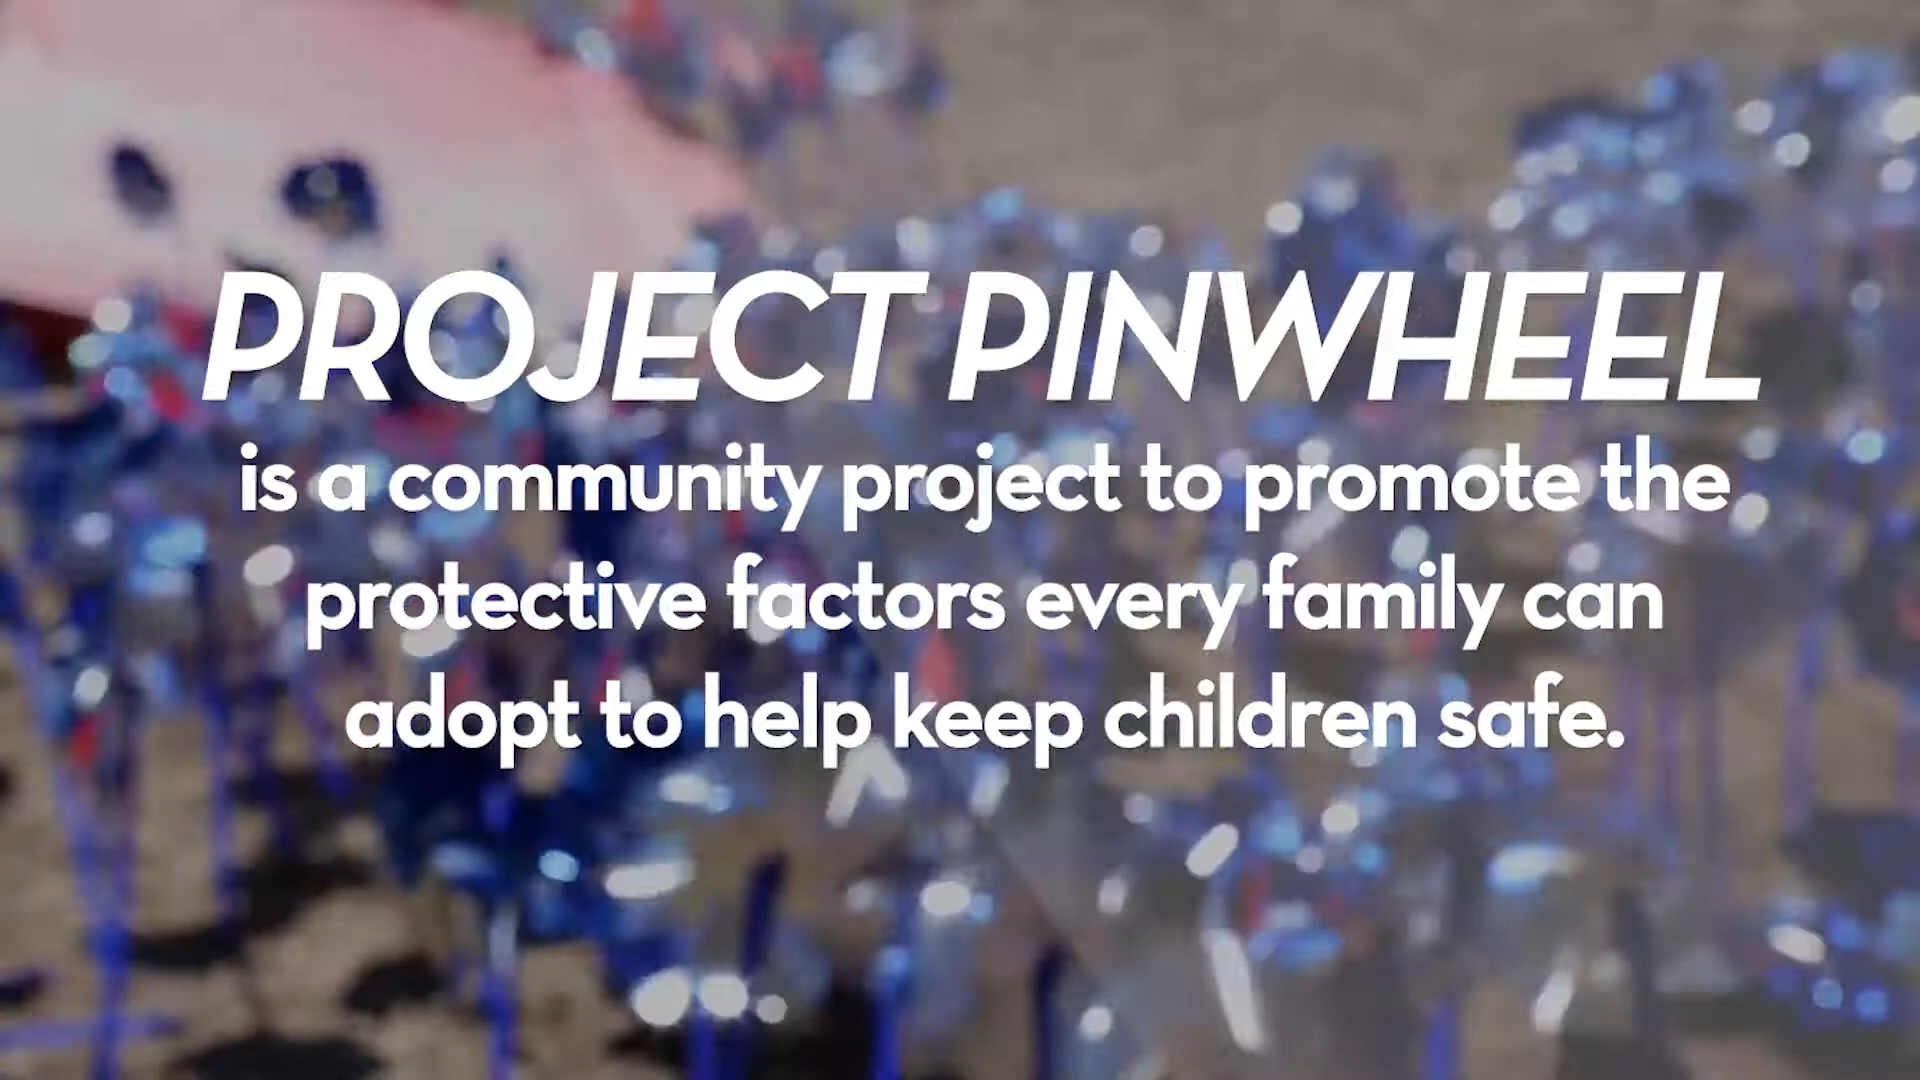 PROJECT PINWHEEL
is a community project to promote the
protective factors every family can
adopt to help keep children safe.